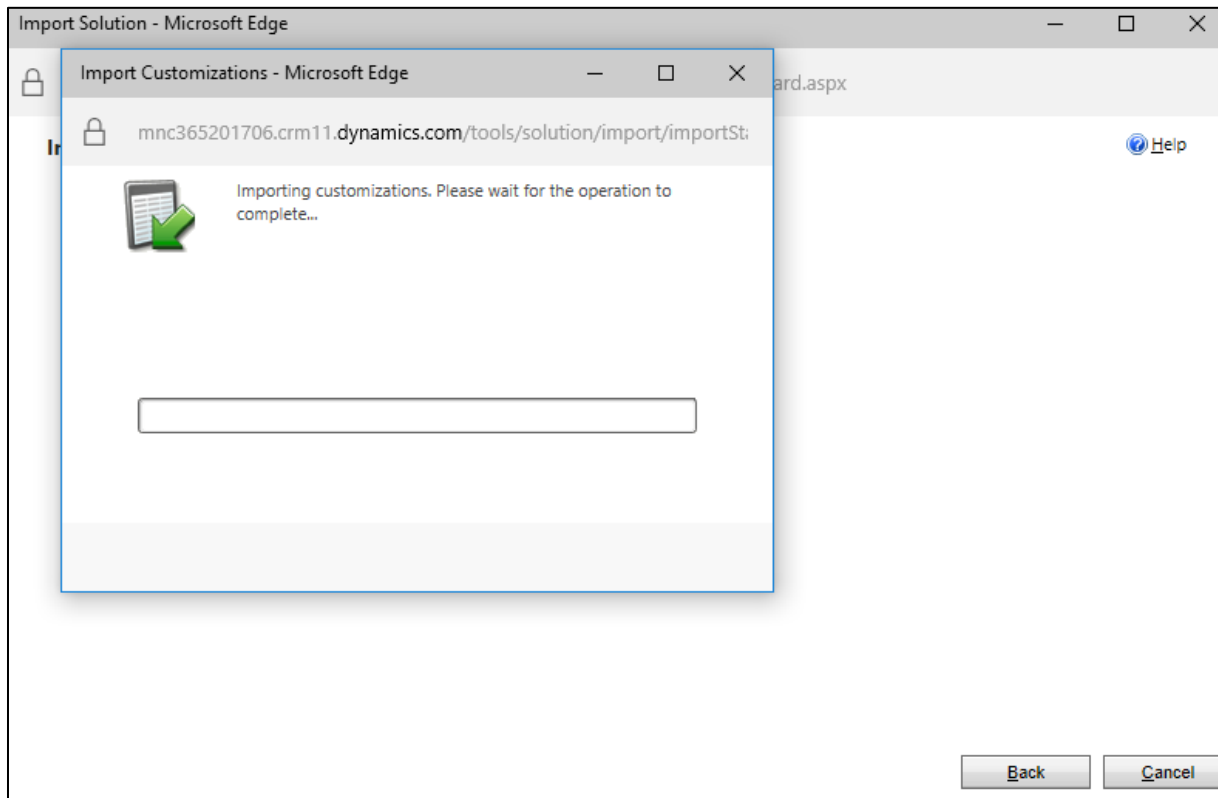 Import Solution - Microsoft Edge
Import Customizations - Microsoft Edge
ard.aspx
mnc365201706.crm11.dynamics.com/tools/solution/import/importSta
Help
Importing customizations. Please wait for the operation to
complete...
Back
Cancel